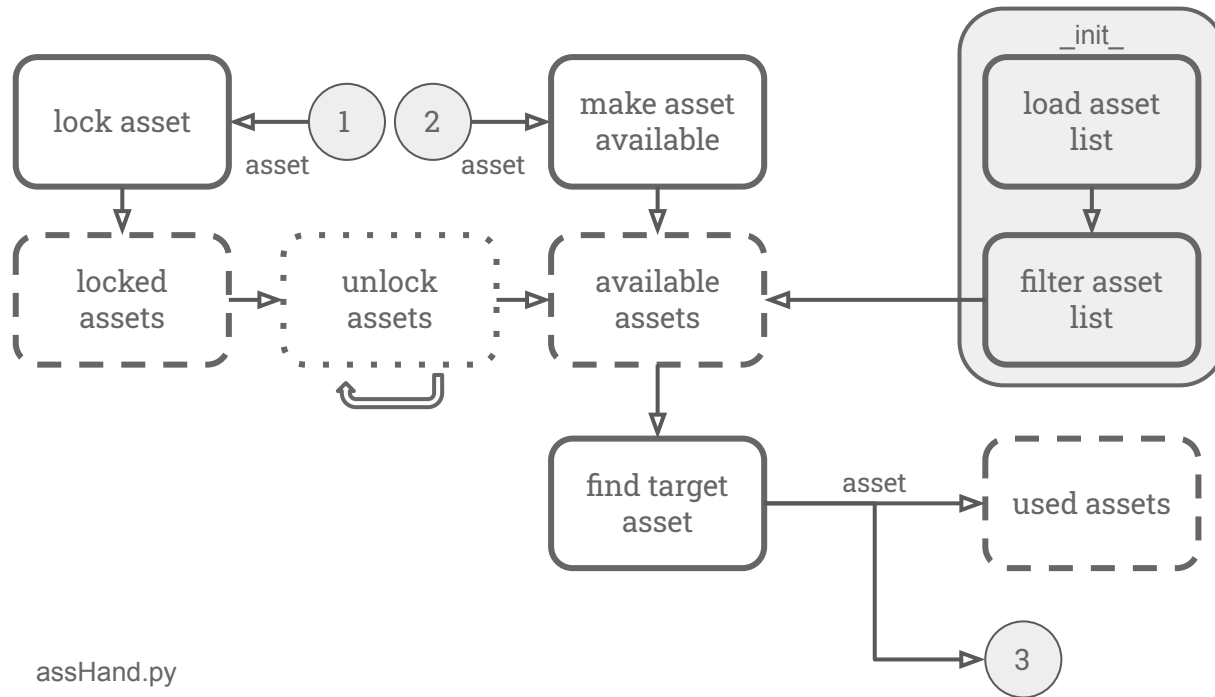 _init_
lock asset
1
2
make asset
available
load asset
list
asset
asset
locked
assets
unlock
assets
available
assets
filter asset
list
find target
asset
asset
used assets
3
assHand.py